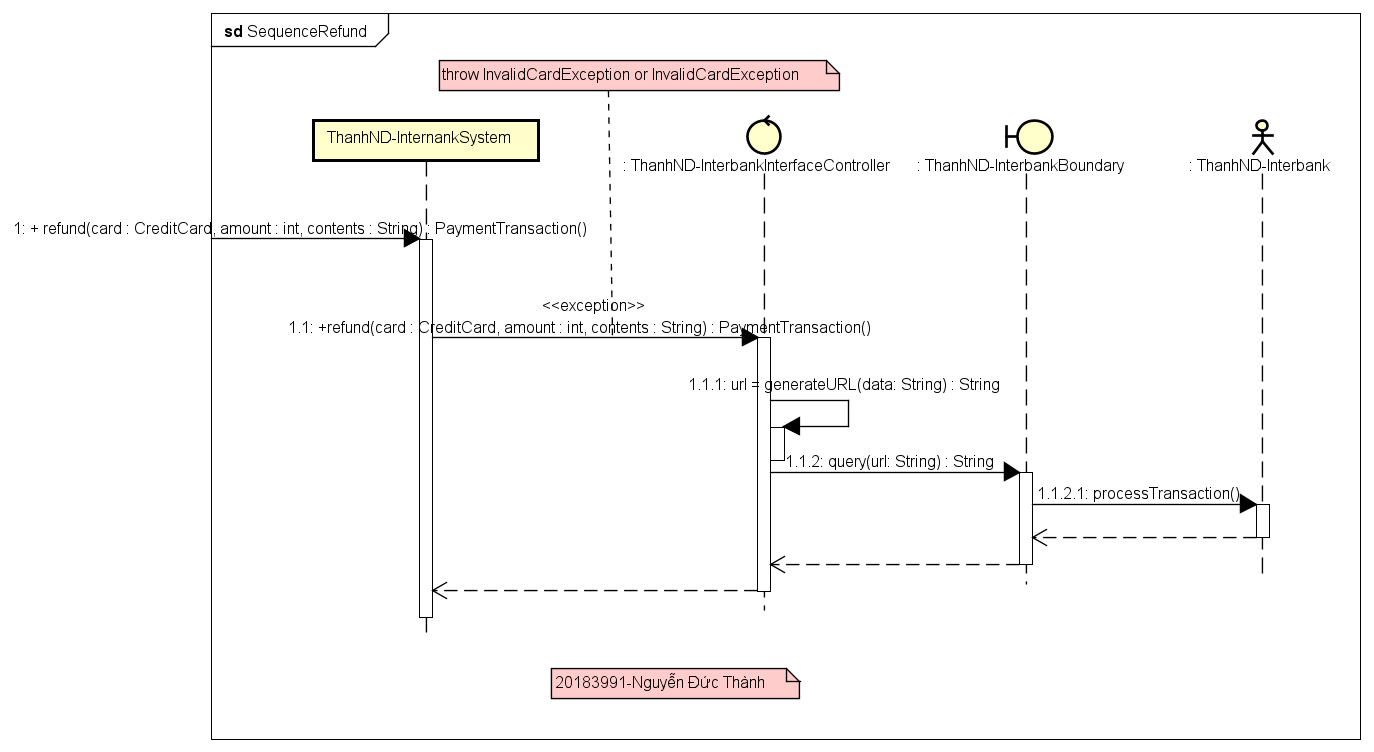 sd SequenceRefund
throw InvalidCardException or InvalidCardException
ThanhND-InternankSystem
: ThanhND-InterbankInterfaceController
: ThanhND-InterbankBoundary
: ThanhND-Interbank
1: + refund(card : CreditCard, amount : int, contents : String) : PaymentTransaction()
<<exception>>
1.1: +refund(card : CreditCard, amount : int, contents : String) : PaymentTransaction()
1.1.1: url = generateURL(data: String) : String
1.1.2: query(url: String) : String
1.1.2.1: processTransaction()
20183991-Nguyễn Đức Thành